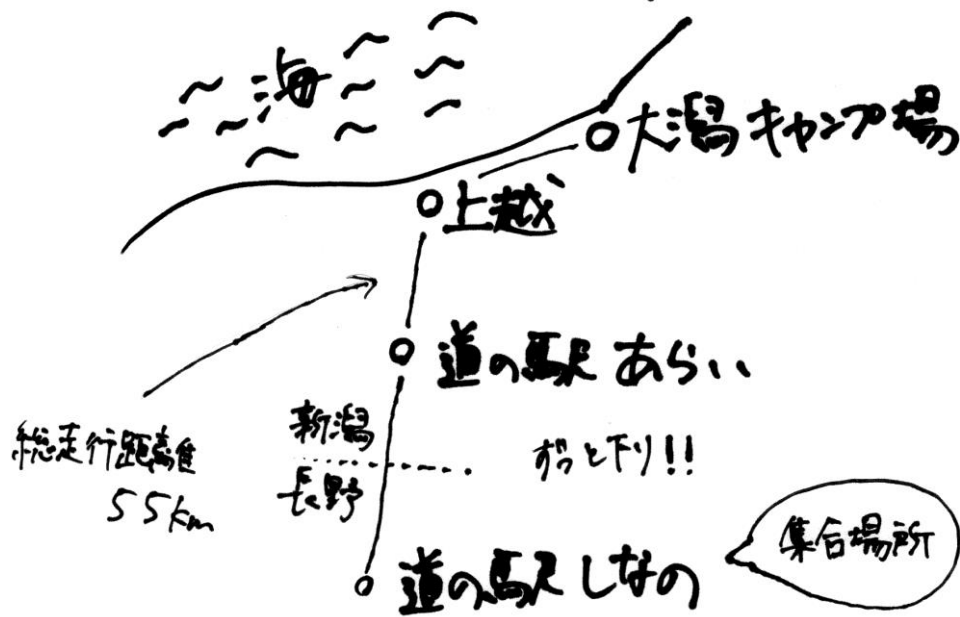 海
大潟キャンプ場
上越
道の駅 あらい
新潟
ずっと下り!!
総走行距離
55km
長野
集合場所
道の駅 しなの